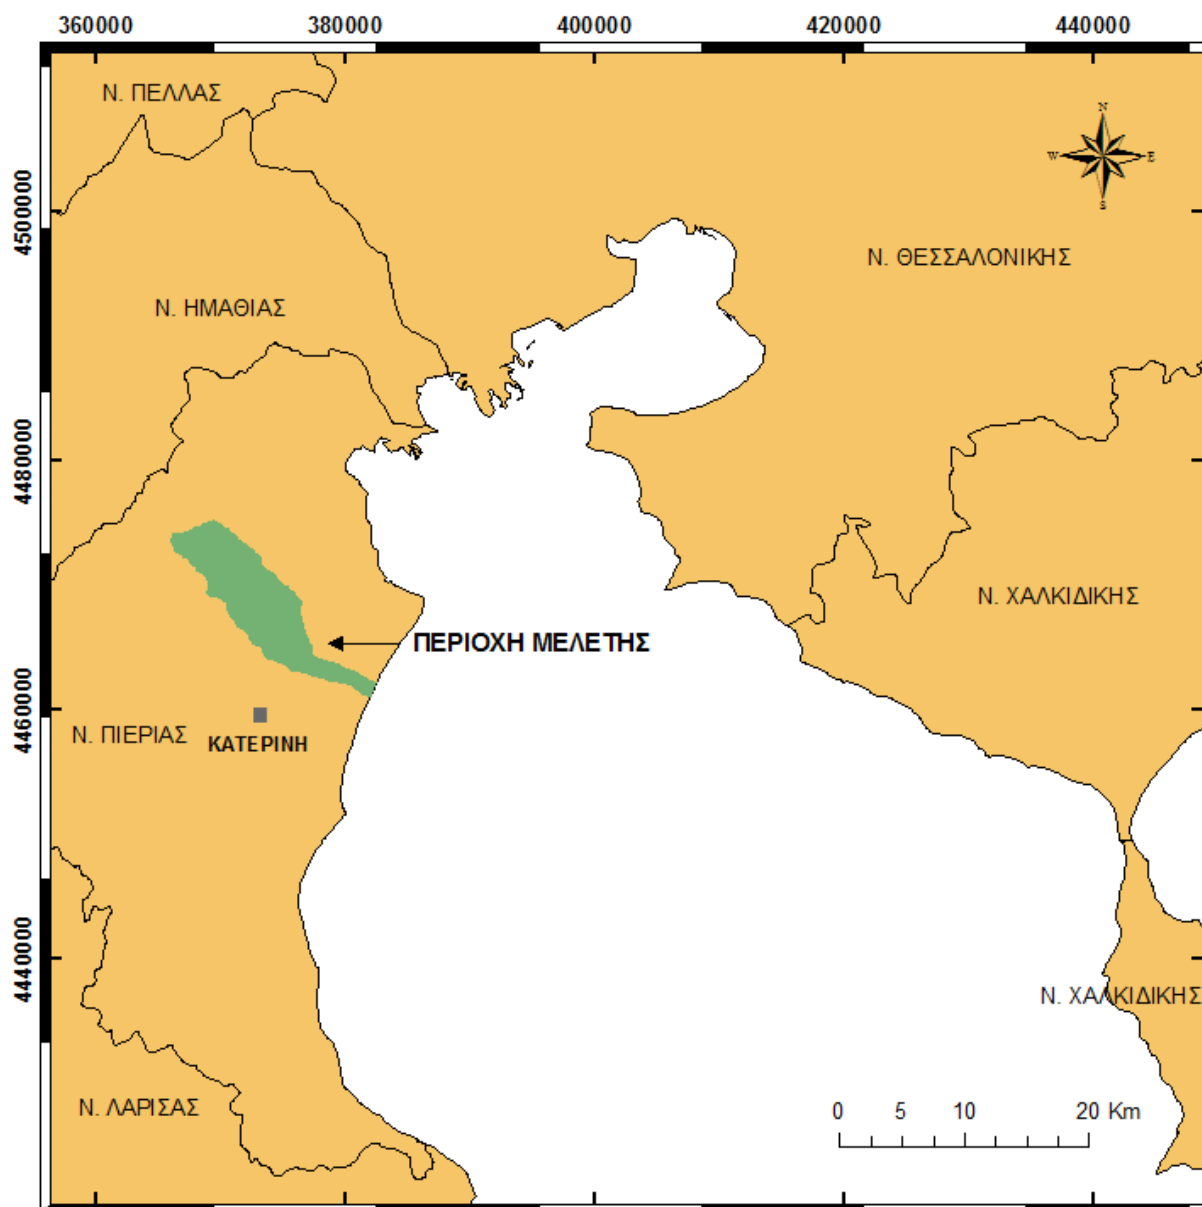 360000 380000 400000 420000 440000
Ν. ΠΕΛΛΑΣ
N
W E
S
4500000
Ν. ΘΕΣΣΑΛΟΝΙΚΗΣ
Ν. ΗΜΑΘΙΑΣ
4480000
Ν. ΧΑΛΚΙΔΙΚΗΣ
ΠΕΡΙΟΧΗ ΜΕΛΕΤΗΣ
4460000
Ν. ΠΙΕΡΙΑΣ
ΚΑΤΕΡΙΝΗ
4440000
Ν. ΧΑΛΚΙΔΙΚΗΣ
Ν. ΛΑΡΙΣΑΣ
0 5 10 20 Km